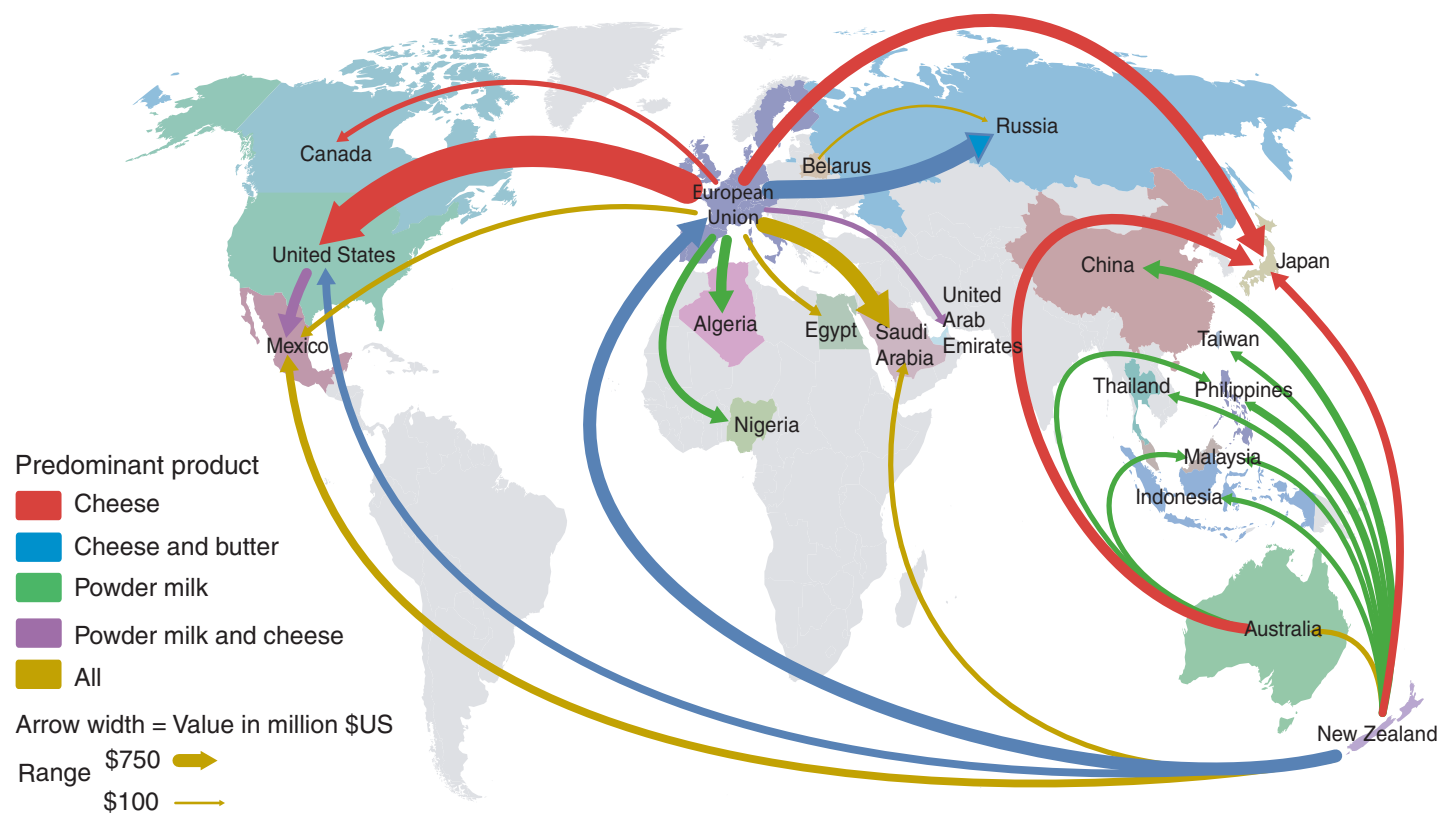 Russia
Canada
Belarus
European
Union
United States
China
Japan
United
Arab
Emirates
Algeria
Egypt
Saudi
Arabia
Mexico
Taiwan
Thailand
Philippines
Nigeria
Malaysia
Indonesia
Predominant product
Cheese
Cheese and butter
Powder milk
Powder milk and cheese
All
Australia
New Zealand
Arrow width = Value in million $US
Range
$750
$100